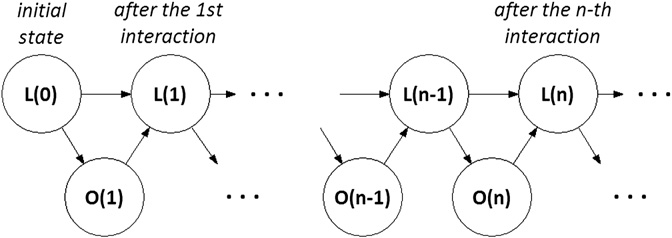 initial
state
after the 1st
interaction
after the n-th
interaction
L(0)
L(1)
L(n-1)
L(n)
O(1)
O(n-1)
O(n)